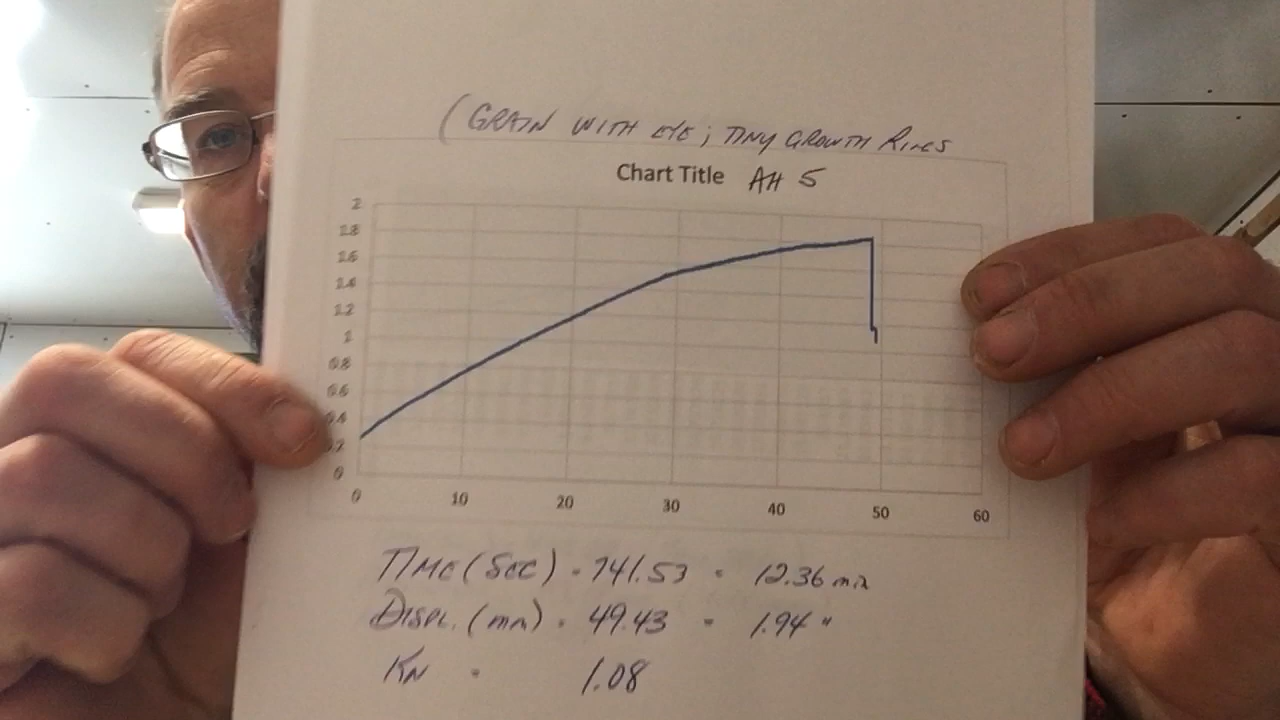 (GRAIN WITH EYE; TINY GROWTH RINGS
Chart Title AH 5
2
1.8
1.6
1.4
1.2
1
0.8
0.6
0.4
0.2
0
0 10 20 30 40 50 60
TIME (SEC) - 741.53 = 12.36 min
DISPL. (mm) - 49.43 = 1.94"
KN - 1.08